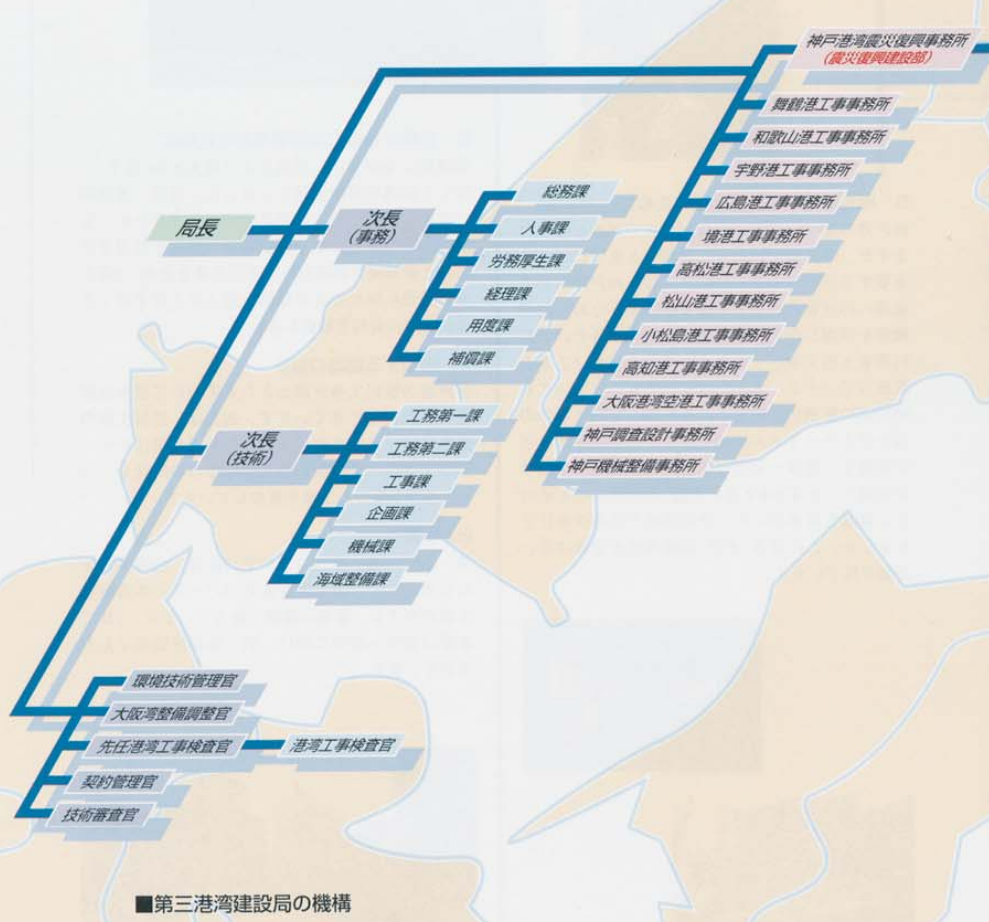 局長
次長
(事務)
総務課
人事課
労務厚生課
経理課
用度課
補償課
次長
(技術)
工務第一課
工務第二課
工事課
企画課
機械課
海域整備課
環境技術管理官
大阪湾整備調整官
先任港湾工事検査官
港湾工事検査官
契約管理官
技術審査官
神戸港湾震災復興事務所
(震災復興建設部)
舞鶴港工事事務所
和歌山港工事事務所
宇野港工事事務所
広島港工事事務所
境港工事事務所
高松港工事事務所
松山港工事事務所
小松島港工事事務所
高知港工事事務所
大阪港湾空港工事事務所
神戸調査設計事務所
神戸機械整備事務所
■第三港湾建設局の機構